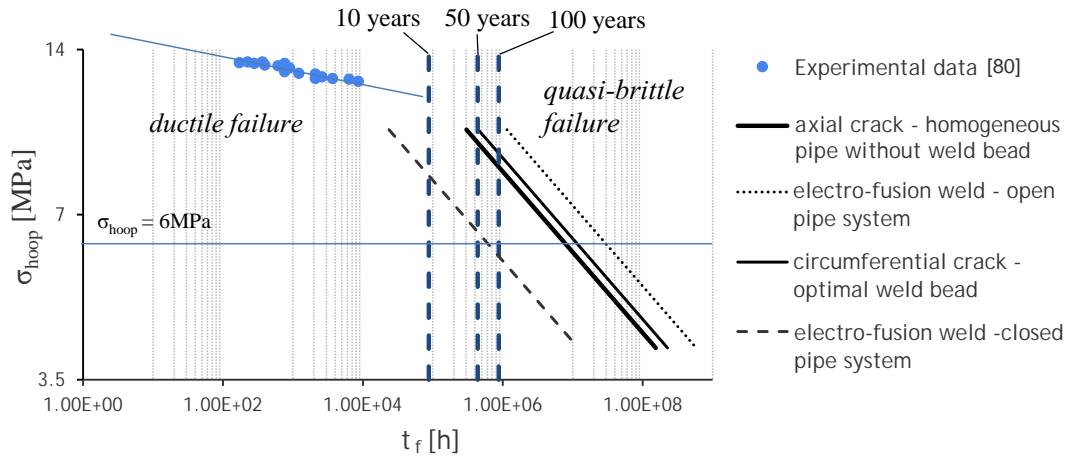 10 years
50 years
100 years
14
7
3.5
σhoop [MPa]
ductile failure
quasi-brittle
failure
σhoop = 6MPa
1.00E+00
1.00E+02
1.00E+04
1.00E+06
1.00E+08
tf [h]
Experimental data [80]
axial crack - homogeneous
pipe without weld bead
electro-fusion weld - open
pipe system
circumferential crack -
optimal weld bead
electro-fusion weld -closed
pipe system